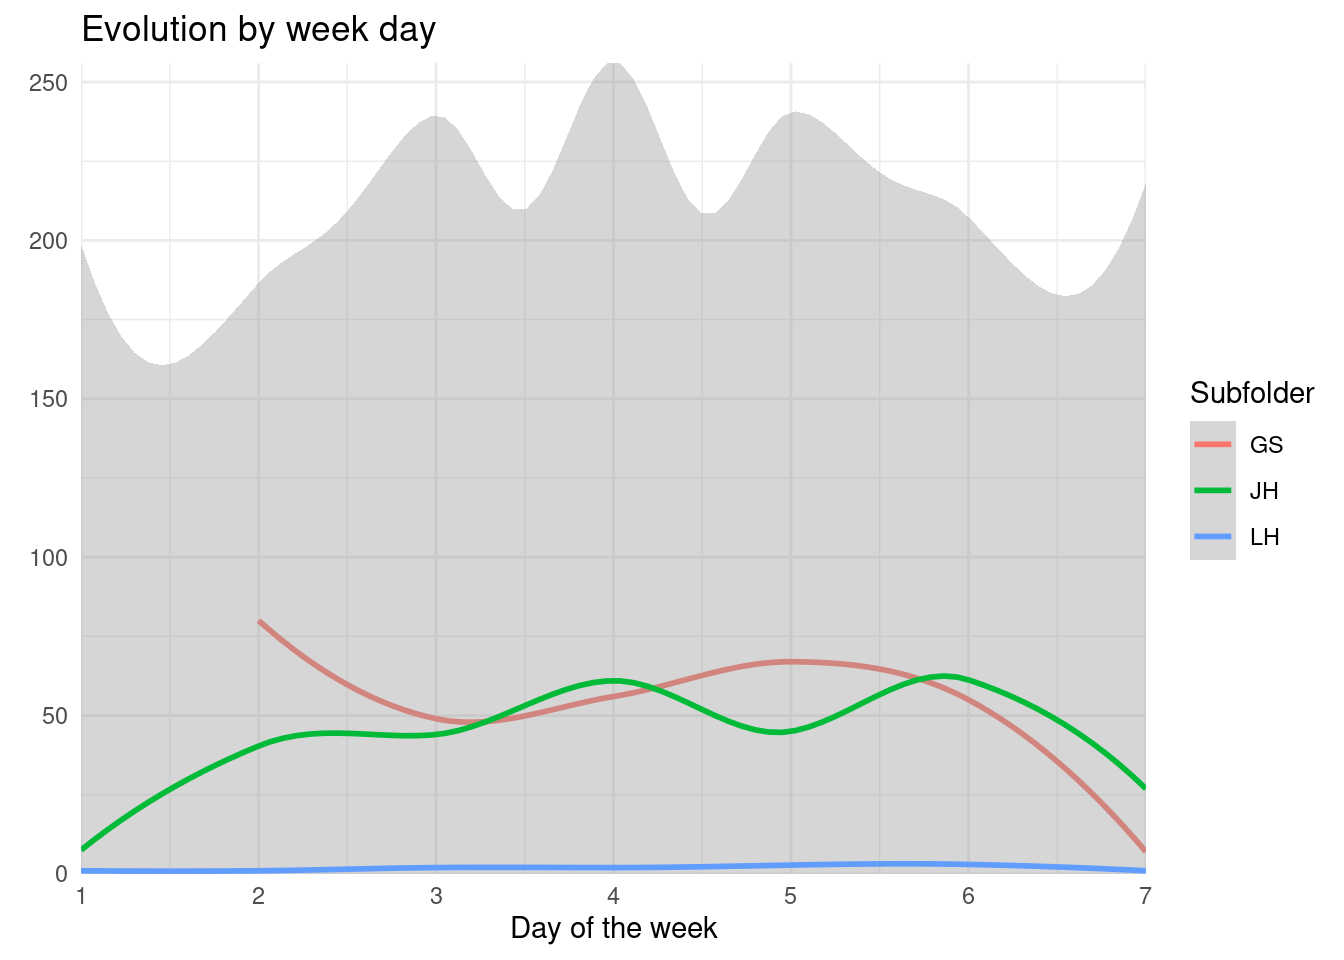 Evolution by week day
250
200
150
100
50
0
1 2 3 4 5 6 7
Day of the week
Subfolder
GS
JH
LH